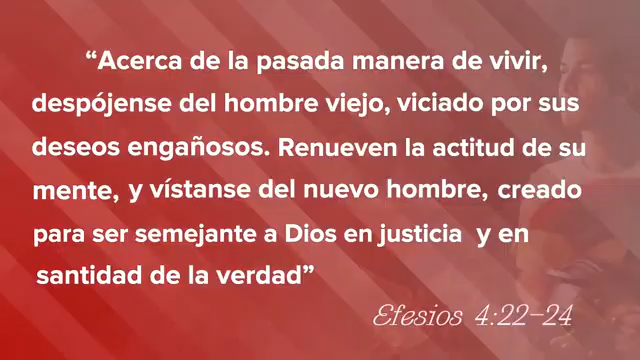 “Acerca de la pasada manera de vivir,
despójense del hombre viejo, viciado por sus
deseos engañosos. Renueven la actitud de su
mente, y vístanse del nuevo hombre, creado
para ser semejante a Dios en justicia y en
santidad de la verdad”
Efesios 4:22-24